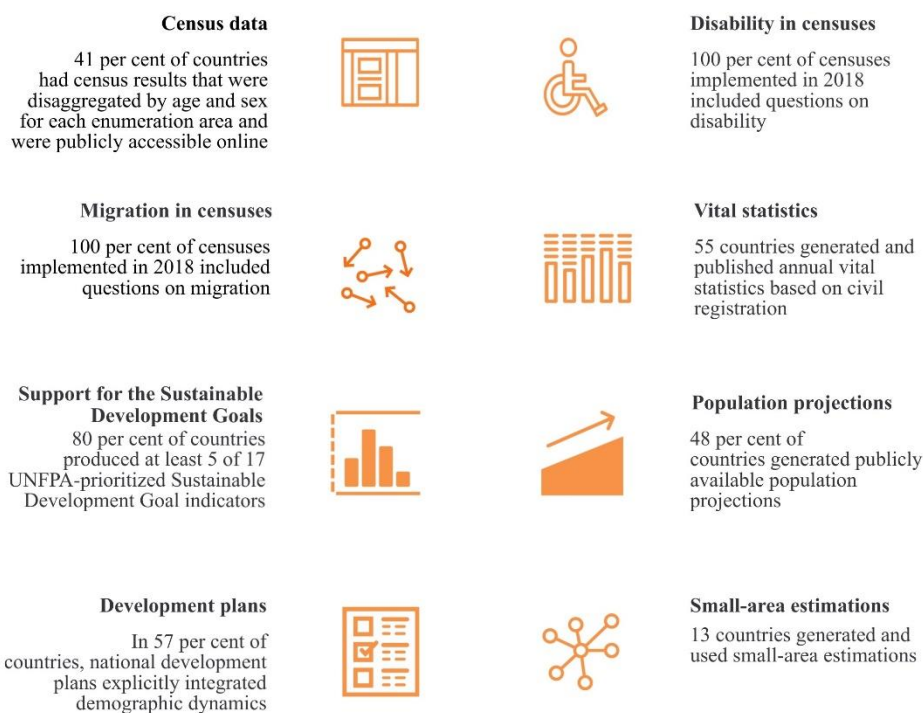 Census data
41 per cent of countries
had census results that were
disaggregated by age and sex
for each enumeration area and
were publicly accessible online
Disability in censuses
100 per cent of censuses
implemented in 2018
included questions on
disability
Migration in censuses
100 per cent of censuses
implemented in 2018 included
questions on migration
Vital statistics
55 countries generated and
published annual vital
statistics based on civil
registration
Support for the Sustainable
Development Goals
80 per cent of countries
produced at least 5 of 17
UNFPA-prioritized Sustainable
Development Goal indicators
Population projections
48 per cent of
countries generated publicly
available population
projections
Development plans
In 57 per cent of
countries, national development
plans explicitly integrated
demographic dynamics
Small-area estimations
13 countries generated and
used small-area estimations